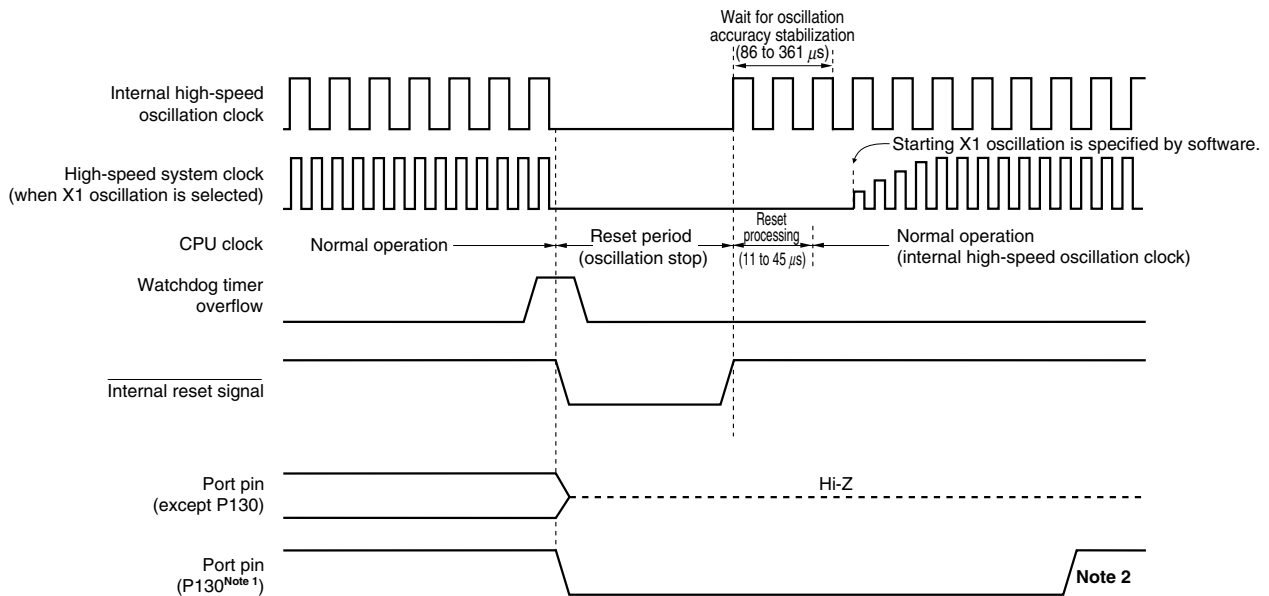 Wait for oscillation
accuracy stabilization
(86 to 361 μs)
Internal high-speed
oscillation clock
Starting X1 oscillation is specified by software.
High-speed system clock
(when X1 oscillation is selected)
CPU clock
Normal operation
Reset period
(oscillation stop)
Reset
processing
(11 to 45 μs)
Normal operation
(internal high-speed oscillation clock)
Watchdog timer
overflow
Internal reset signal
Port pin
(except P130)
Hi-Z
Port pin
(P130Note 1)
Note 2